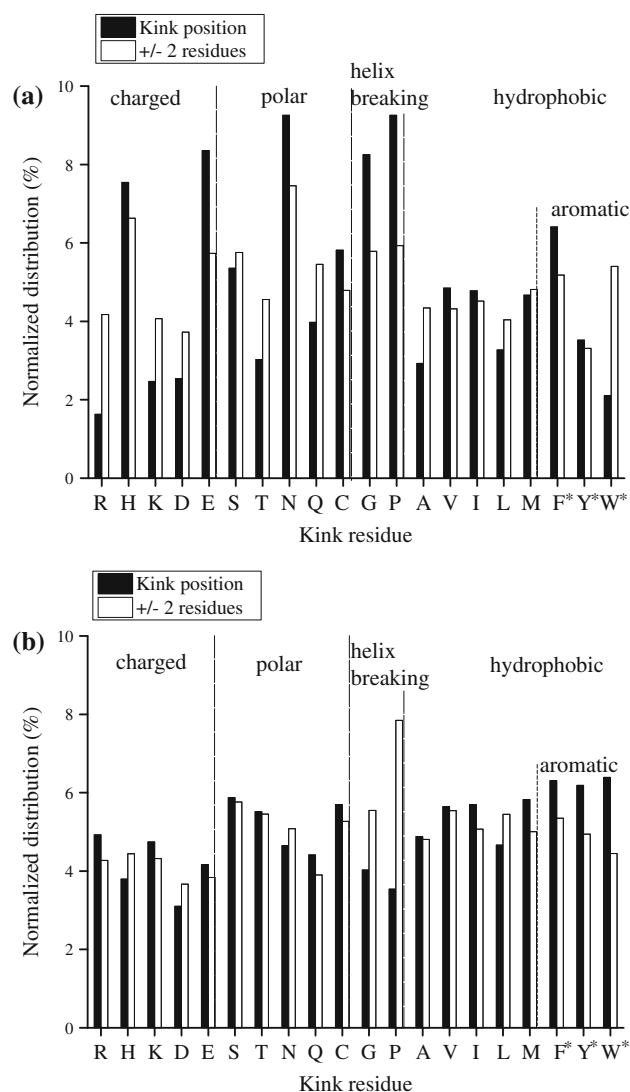 Kink position
+/- 2 residues
(a)
charged
polar
helix
breaking
hydrophobic
aromatic
Normalized distribution (%)
10
8
6
4
2
0
R H K D E S T N Q C G P A V I L M F* Y* W*
Kink residue
Kink position
+/- 2 residues
(b)
charged
polar
helix
breaking
hydrophobic
aromatic
Normalized distribution (%)
10
8
6
4
2
0
R H K D E S T N Q C G P A V I L M F* Y* W*
Kink residue